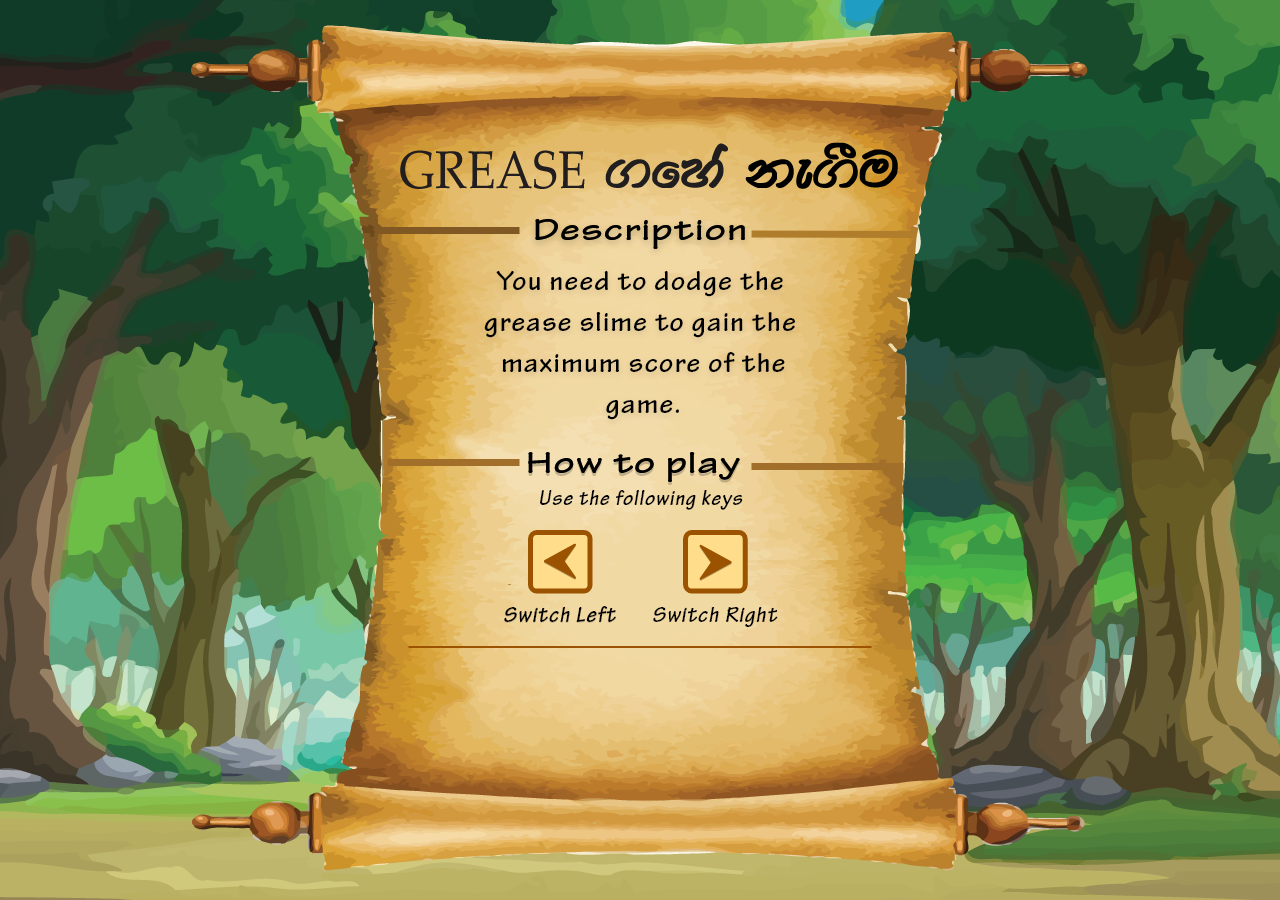 GREASE ගහේ නැගීම
Description
You need to dodge the
grease slime to gain the
maximum score of the
game.
How to play
Use the following keys
Switch Left Switch Right